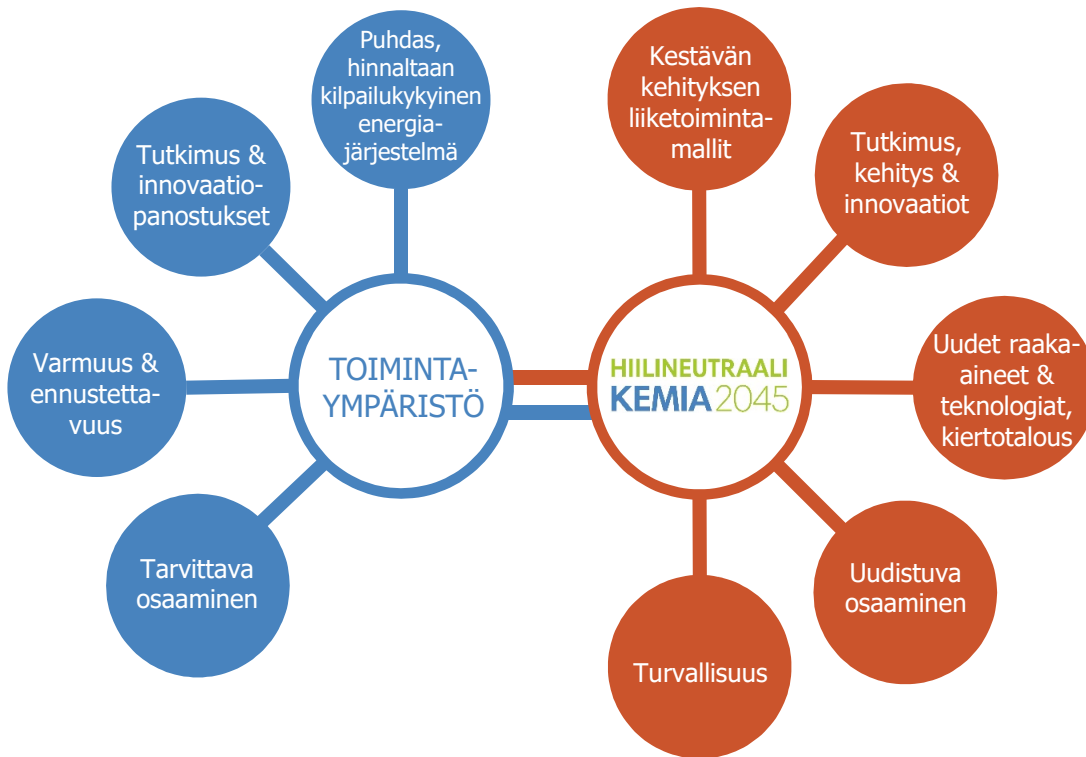 Puhdas,
hinnaltaan
kilpailukykyinen
energia-
järjestelmä
Tutkimus &
innovaatio-
panostukset
Varmuus &
ennustetta-
vuus
Tarvittava
osaaminen
TOIMINTA-
YMPÄRISTÖ
HIILINEUTRAALI
KEMIA 2045
Kestävän
kehityksen
liiketoiminta-
mallit
Tutkimus,
kehitys &
innovaatiot
Uudet raaka-
aineet &
teknologiat,
kiertotalous
Uudistuva
osaaminen
Turvallisuus